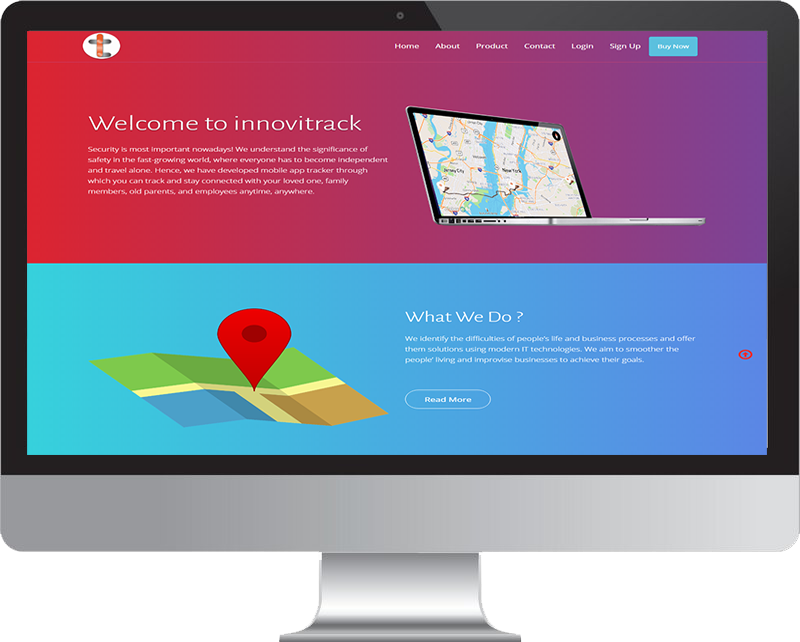 Home About Product Contact Login Sign Up Buy Now
Welcome to innovitrack
Security is most important nowadays! We understand the significance of
safety in the fast-growing world, where everyone has to become independent
and travel alone. Hence, we have developed mobile app tracker through
which you can track and stay connected with your loved one, family
members, old parents, and employees anytime, anywhere.
Jersey City
New York
What We Do ?
We identify the difficulties of people's life and business processes and offer
them solutions using modern IT technologies. We aim to smoother the
people' living and improvise businesses to achieve their goals.
Read More